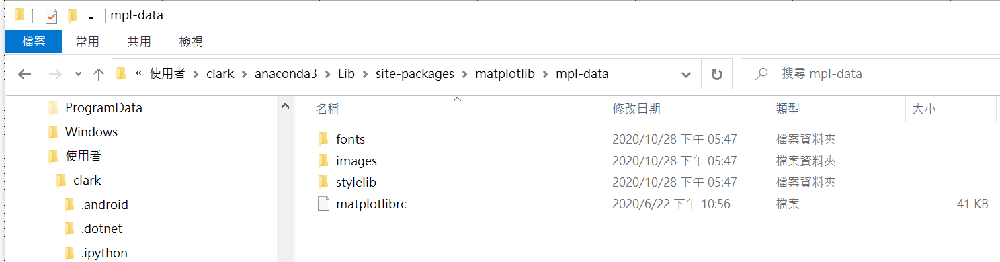 mpl-data
檔案 常用 共用 檢視
« 使用者 > clark > anaconda3 > Lib > site-packages > matplotlib > mpl-data 搜尋 mpl-data
ProgramData
Windows
使用者
clark
.android
.dotnet
.ipython
名稱 修改日期 類型 大小
fonts 2020/10/28 下午 05:47 檔案資料夾
images 2020/10/28 下午 05:47 檔案資料夾
stylelib 2020/10/28 下午 05:47 檔案資料夾
matplotlibrc 2020/6/22 下午 10:56 檔案 41 KB